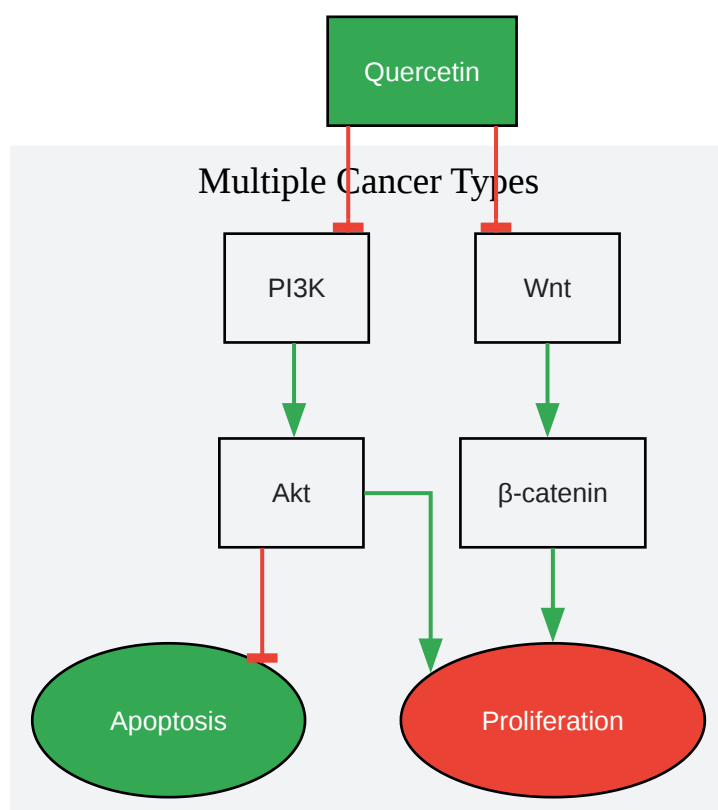 Quercetin
Multiple Cancer Types
PI3K
Wnt
Akt
β-catenin
Apoptosis
Proliferation